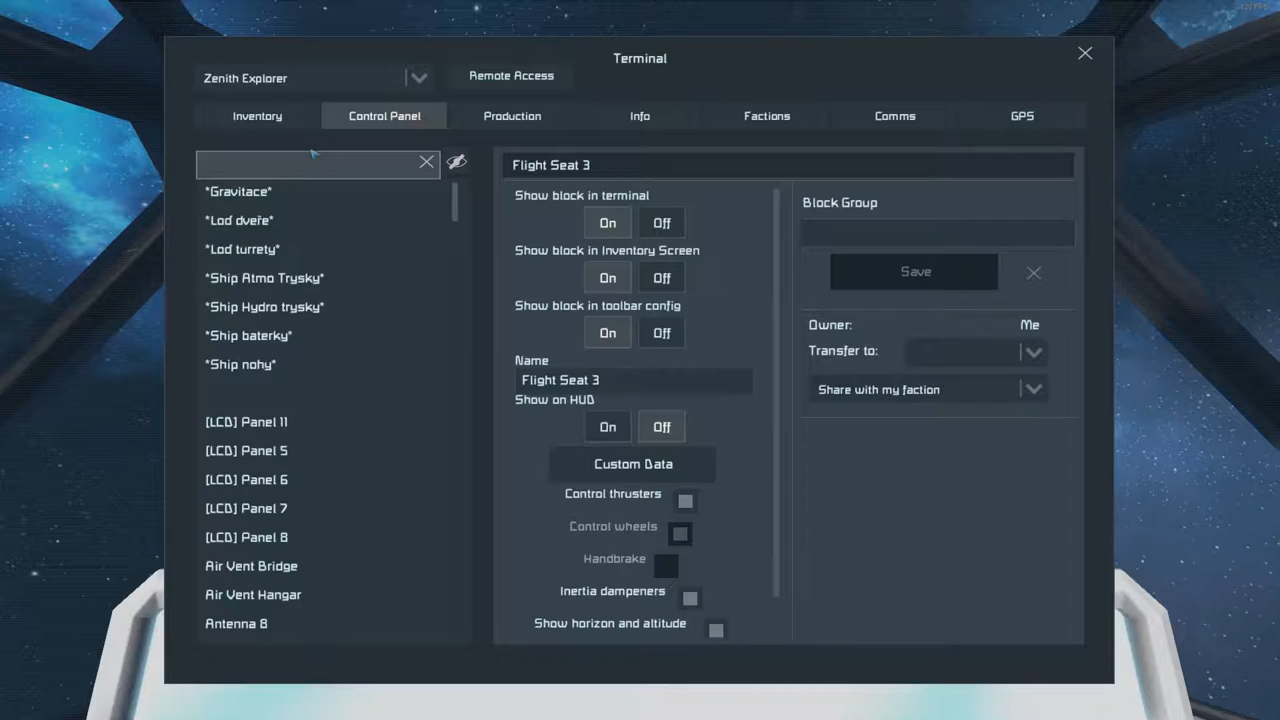 Terminal
Zenith Explorer
Remote Access
Inventory
Control Panel
Production
Info
Factions
Comms
GPS
*Gravitace*
*Loď dveře*
*Loď turrety*
*Ship Atmo Trysky*
*Ship Hydro trysky*
*Ship baterky*
*Ship nohy*
[LCD] Panel 11
[LCD] Panel 5
[LCD] Panel 6
[LCD] Panel 7
[LCD] Panel 8
Air Vent Bridge
Air Vent Hangar
Antenna 8
Flight Seat 3
Show block in terminal
On
Off
Show block in Inventory Screen
On
Off
Show block in toolbar config
On
Off
Name
Flight Seat 3
Show on HUD
On
Off
Custom Data
Control thrusters
Control wheels
Handbrake
Inertia dampeners
Show horizon and altitude
Block Group
Save
Owner: Me
Transfer to:
Share with my faction